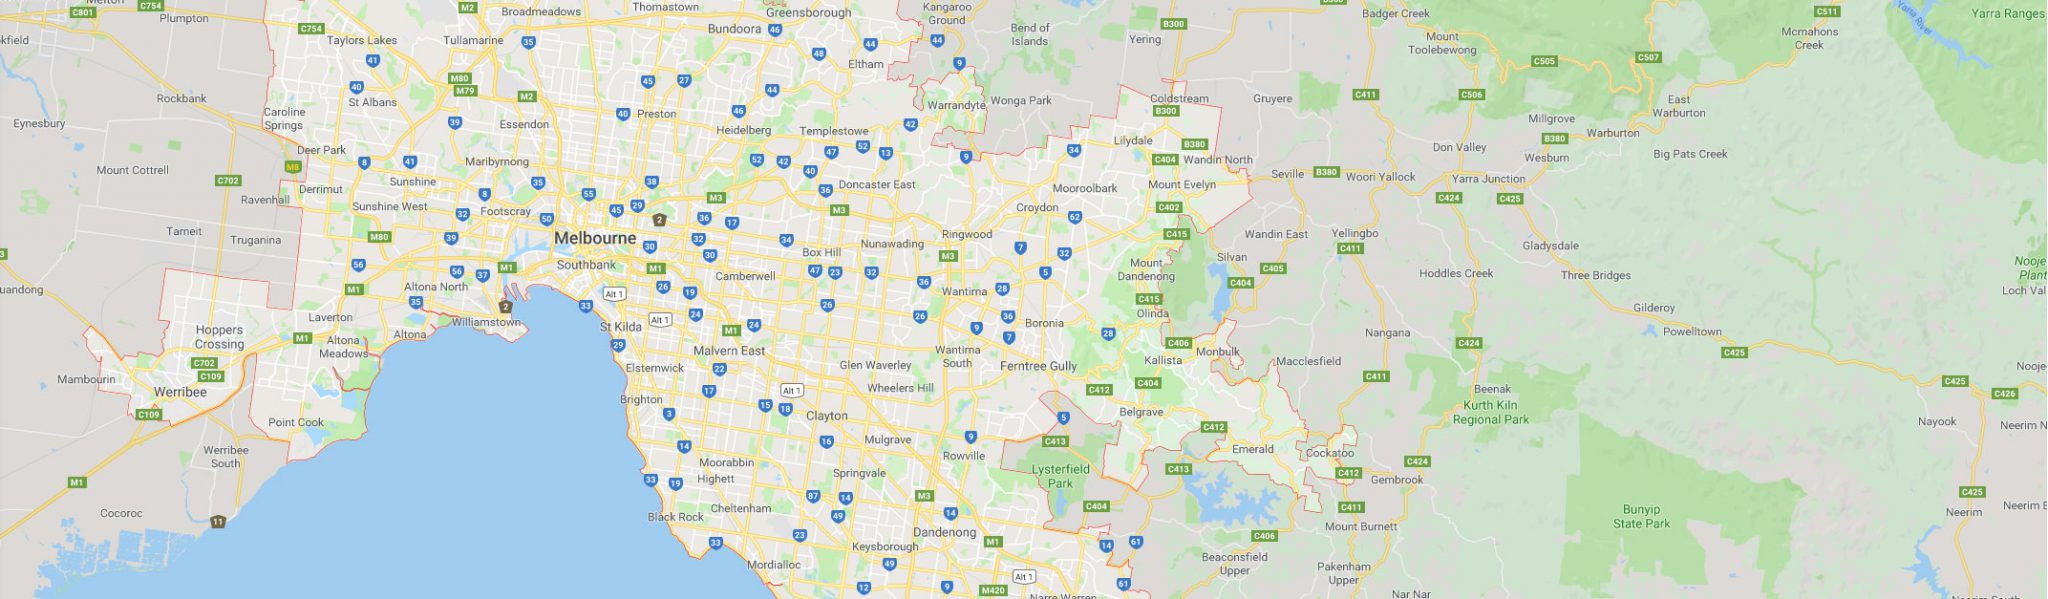 Melton
C801
C754
Plumpton
Rockbank
Eynesbury
Mount Cottrell
C702
Tarneit
Truganina
Ravenhall
Derrimut
Deer Park
M8
Caroline
Springs
C754
Taylors Lakes
41
40
St Albans
39
8
41
Sunshine
Sunshine West
M80
56
M1
M2
Broadmeadows
Tullamarine
35
M80
M79
M2
Essendon
Maribyrnong
8
35
32
Footscray
39
50
56
37
Altona North
M1
35
2
Williamstown
Altona
Laverton
Altona
Meadows
M1
Hoppers
Crossing
C702
C109
Werribee
C109
Mambourin
Point Cook
Werribee
South
M1
Cocoroc
11
Thomastown
Bundoora
46
Greensborough
48
44
Eltham
45
27
44
40
Preston
46
Heidelberg
Templestowe
42
52
42
47
52
13
40
36
Doncaster East
55
38
45
29
2
M3
36
17
M3
Melbourne
30
32
30
34
Southbank
M1
Camberwell
Box Hill
Nunawading
47
23
32
26
19
24
26
33
Alt 1
Alt 1
St Kilda
29
M1
24
Malvern East
Elsternwick
22
Brighton
17
3
15
18
Alt 1
Glen Waverley
Wheelers Hill
Clayton
Mulgrave
16
14
Moorabbin
Highett
33
19
Springvale
87
14
49
Black Rock
Cheltenham
33
23
Mordialloc
Keysborough
49
12
9
M420
Dandenong
14
M3
M1
Alt 1
Narre Warren
61
14
61
Rowville
9
Kangaroo
Ground
44
9
Bend of
Islands
Warrandyte
Wonga Park
9
34
Yering
B300
Coldstream
B300
Lilydale
B380
C404
Wandin North
Mooroolbark
Mount Evelyn
Croydon
62
C402
Ringwood
7
32
C415
M3
5
36
Wantirna
28
26
9
36
7
Boronia
Wantirna
South
Ferntree Gully
Mount
Dandenong
C415
Olinda
28
C406
Kallista
Monbulk
C404
C412
Belgrave
5
C413
Lysterfield
Park
C404
C413
C412
Emerald
Cockatoo
C412
Gembrook
C424
C411
Mount Burnett
C406
Beaconsfield
Upper
Pakenham
Upper
Nar Nar
Macclesfield
Silvan
C404
C405
Wandin East
Seville
B380
Gruyere
C411
Woori Yallock
Yellingbo
C411
Nangana
C411
Hoddles Creek
C424
Beenak
Kurth Kiln
Regional Park
Badger Creek
Mount
Toolebewong
C506
C505
C507
Don Valley
C424
Yarra Junction
C425
Wesburn
B380
Millgrove
Warburton
East
Warburton
Big Pats Creek
Gladysdale
Three Bridges
Gilderoy
Powelltown
C425
C425
C426
Nayook
Neerim
C425
Bunyip
State Park
Mcmahons
Creek
C511
Yarra River
Yarra Ranges
Loch Val